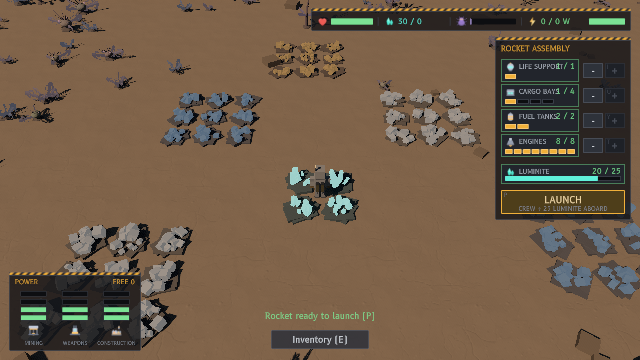 30 / 0
0 / 0 W
ROCKET ASSEMBLY
LIFE SUPPORT 1 / 1
- +
CARGO BAYS 1 / 4
- +
FUEL TANKS 2 / 2
- +
ENGINES 8 / 8
- +
LUMINITE 20 / 25
P
LAUNCH
CREW + 25 LUMINITE ABOARD
POWER FREE 0
MINING WEAPONS CONSTRUCTION
Rocket ready to launch [P]
Inventory [E]